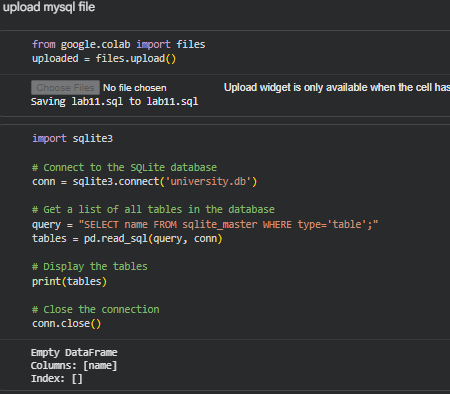 upload mysql file
from google.colab import files
uploaded = files.upload()
Choose Files No file chosen Upload widget is only available when the cell has
Saving lab11.sql to lab11.sql
import sqlite3
# Connect to the SQLite database
conn = sqlite3.connect('university.db')
# Get a list of all tables in the database
query = "SELECT name FROM sqlite_master WHERE type='table';"
tables = pd.read_sql(query, conn)
# Display the tables
print(tables)
# Close the connection
conn.close()
Empty DataFrame
Columns: [name]
Index: []